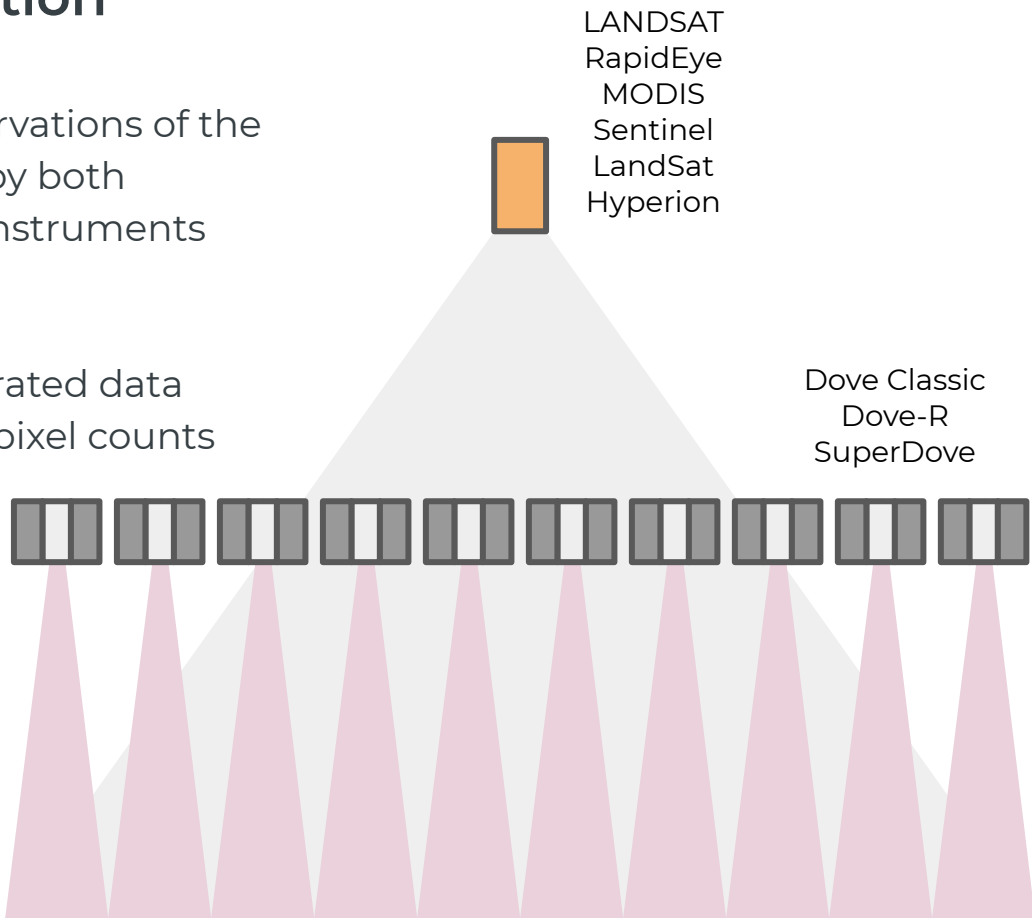 tion
rvations of the
by both
nstruments
rated data
pixel counts
LANDSAT
RapidEye
MODIS
Sentinel
LandSat
Hyperion
Dove Classic
Dove-R
SuperDove